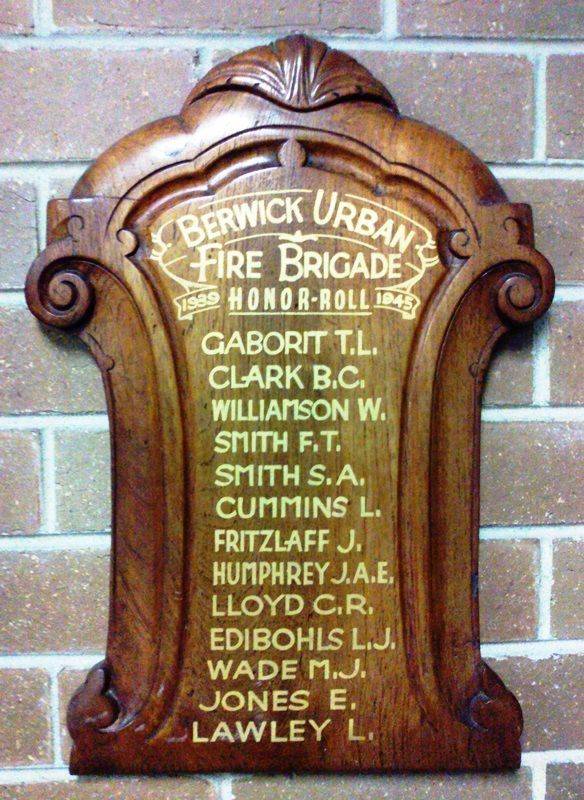 BERWICK URBAN
FIRE BRIGADE
1939 HONOR-ROLL 1945
GABORIT T.L.
CLARK B.C.
WILLIAMSON W.
SMITH F.T.
SMITH S.A.
CUMMINS L.
FRITZLAFF J.
HUMPHREY J.A.E.
LLOYD C.R.
EDIBOHLS L.J.
WADE M.J.
JONES E.
LAWLEY L.